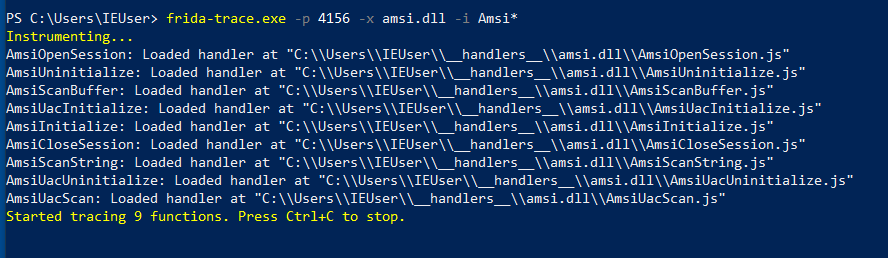 PS C:\Users\IEUser> frida-trace.exe -p 4156 -x amsi.dll -i Amsi*
Instrumenting...
AmsiOpenSession: Loaded handler at "C:\\Users\\IEUser\\__handlers__\\amsi.dll\\AmsiOpenSession.js"
AmsiUninitialize: Loaded handler at "C:\\Users\\IEUser\\__handlers__\\amsi.dll\\AmsiUninitialize.js"
AmsiScanBuffer: Loaded handler at "C:\\Users\\IEUser\\__handlers__\\amsi.dll\\AmsiScanBuffer.js"
AmsiUacInitialize: Loaded handler at "C:\\Users\\IEUser\\__handlers__\\amsi.dll\\AmsiUacInitialize.js"
AmsiInitialize: Loaded handler at "C:\\Users\\IEUser\\__handlers__\\amsi.dll\\AmsiInitialize.js"
AmsiCloseSession: Loaded handler at "C:\\Users\\IEUser\\__handlers__\\amsi.dll\\AmsiCloseSession.js"
AmsiScanString: Loaded handler at "C:\\Users\\IEUser\\__handlers__\\amsi.dll\\AmsiScanString.js"
AmsiUacUninitialize: Loaded handler at "C:\\Users\\IEUser\\__handlers__\\amsi.dll\\AmsiUacUninitialize.js"
AmsiUacScan: Loaded handler at "C:\\Users\\IEUser\\__handlers__\\amsi.dll\\AmsiUacScan.js"
Started tracing 9 functions. Press Ctrl+C to stop.